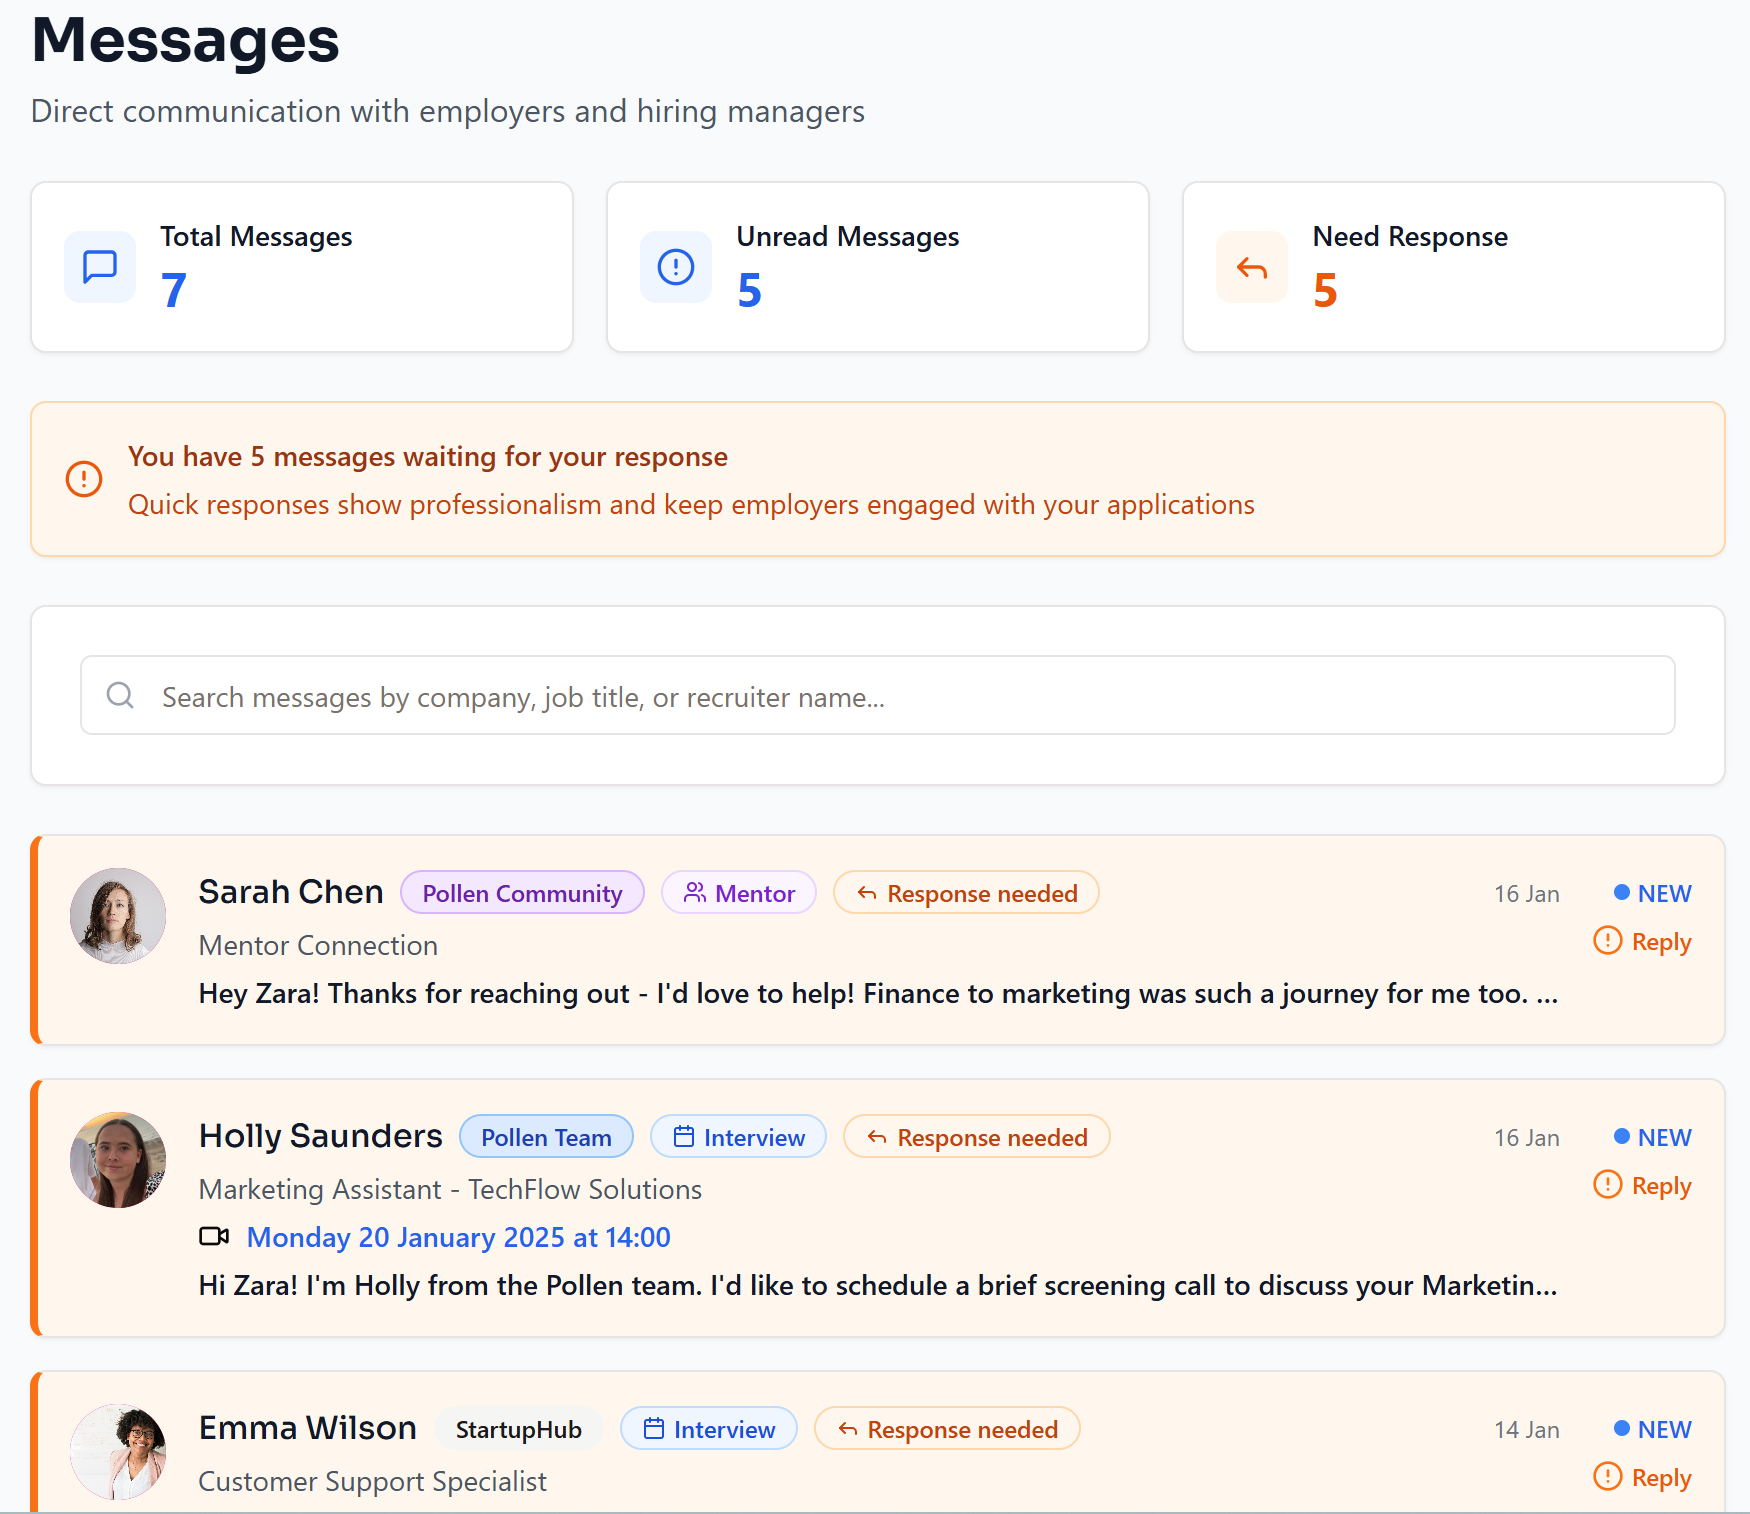 Messages
Direct communication with employers and hiring managers
Total Messages
7
Unread Messages
5
Need Response
5
You have 5 messages waiting for your response
Quick responses show professionalism and keep employers engaged with your applications
Search messages by company, job title, or recruiter name...
Sarah Chen Pollen Community Mentor Response needed 16 Jan NEW
Mentor Connection Reply
Hey Zara! Thanks for reaching out - I'd love to help! Finance to marketing was such a journey for me too. ...
Holly Saunders Pollen Team Interview Response needed 16 Jan NEW
Marketing Assistant - TechFlow Solutions Reply
Monday 20 January 2025 at 14:00
Hi Zara! I'm Holly from the Pollen team. I'd like to schedule a brief screening call to discuss your Marketin...
Emma Wilson StartupHub Interview Response needed 14 Jan NEW
Customer Support Specialist Reply